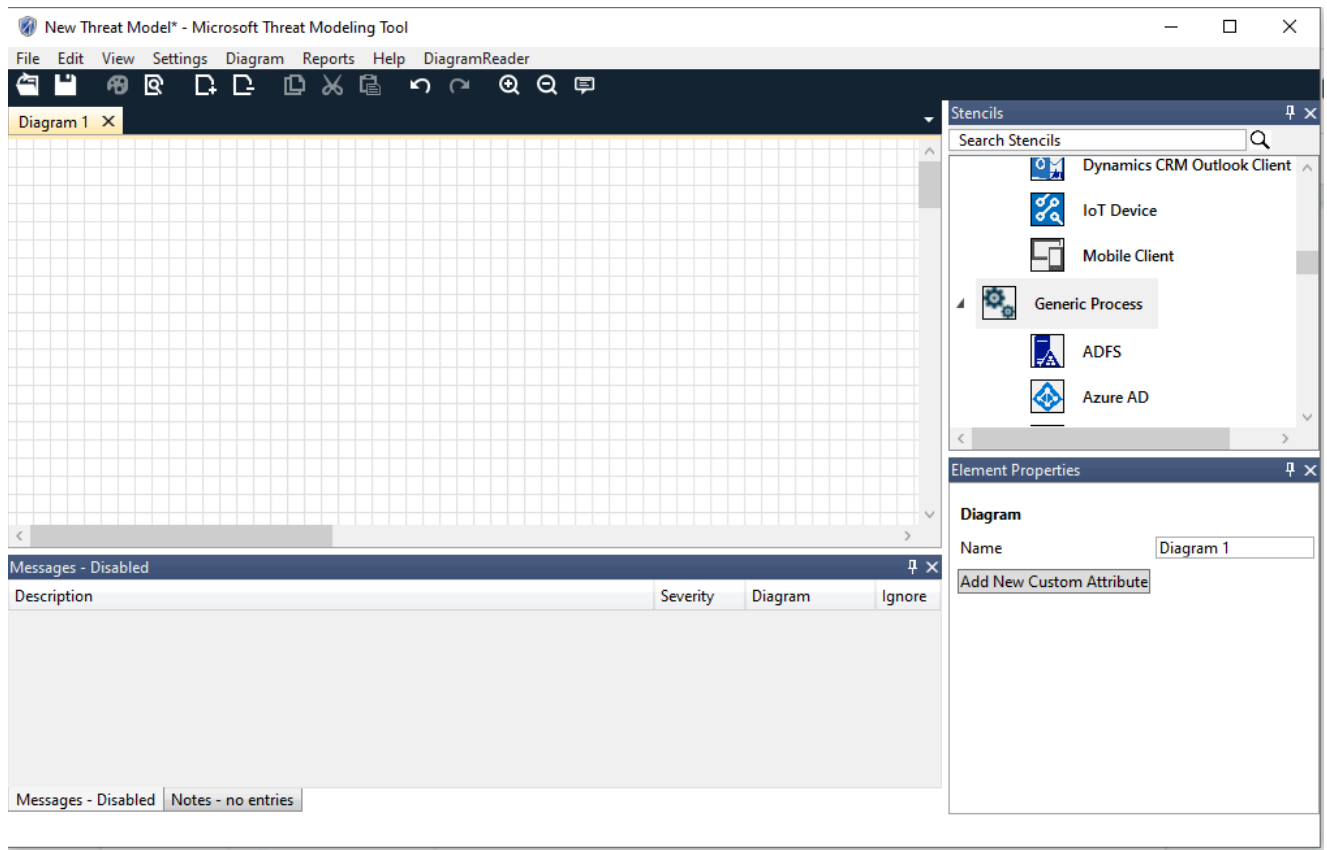 New Threat Model* - Microsoft Threat Modeling Tool
File Edit View Settings Diagram Reports Help DiagramReader
Diagram 1
Stencils
Search Stencils
Dynamics CRM Outlook Client
IoT Device
Mobile Client
Generic Process
ADFS
Azure AD
Element Properties
Diagram
Name Diagram 1
Add New Custom Attribute
Messages - Disabled
Description Severity Diagram Ignore
Messages - Disabled Notes - no entries